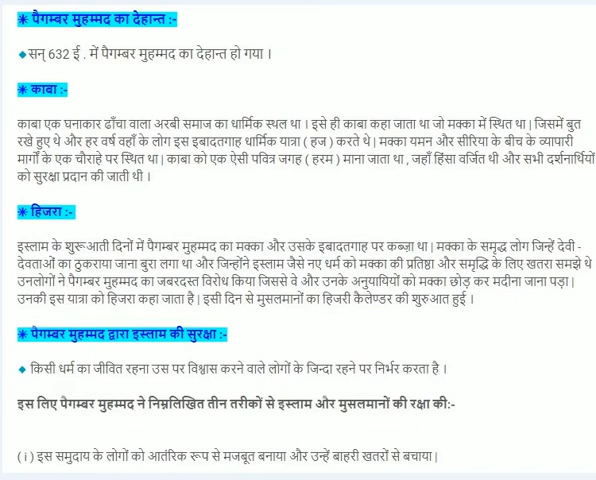 * पैगम्बर मुहम्मद का देहान्त :-
◆ सन् 632 ई . में पैगम्बर मुहम्मद का देहान्त हो गया ।
* काबा :-
काबा एक घनाकार ढाँचा वाला अरबी समाज का धार्मिक स्थल था । इसे ही काबा कहा जाता था जो मक्का में स्थित था | जिसमें बुत
रखे हुए थे और हर वर्ष वहाँ के लोग इस इबादतगाह धार्मिक यात्रा ( हज ) करते थे | मक्का यमन और सीरिया के बीच के व्यापारी
मार्गों के एक चौराहे पर स्थित था | काबा को एक ऐसी पवित्र जगह ( हरम ) माना जाता था , जहाँ हिंसा वर्जित थी और सभी दर्शनार्थियों
को सुरक्षा प्रदान की जाती थी ।
* हिजरा :-
इस्लाम के शुरूआती दिनों में पैगम्बर मुहम्मद का मक्का और उसके इबादतगाह पर कब्ज़ा था | मक्का के समृद्ध लोग जिन्हें देवी -
देवताओं का ठुकराया जाना बुरा लगा था और जिन्होंने इस्लाम जैसे नए धर्म को मक्का की प्रतिष्ठा और समृद्धि के लिए खतरा समझे थे
उनलोगों ने पैगम्बर मुहम्मद का जबरदस्त विरोध किया जिससे वे और उनके अनुयायियों को मक्का छोड़ कर मदीना जाना पड़ा |
उनकी इस यात्रा को हिजरा कहा जाता है | इसी दिन से मुसलमानों का हिजरी कैलेण्डर की शुरुआत हुई ।
* पैगम्बर मुहम्मद द्वारा इस्लाम की सुरक्षा :-
◆ किसी धर्म का जीवित रहना उस पर विश्वास करने वाले लोगों के जिन्दा रहने पर निर्भर करता है ।
इस लिए पैगम्बर मुहम्मद ने निम्नलिखित तीन तरीकों से इस्लाम और मुसलमानों की रक्षा की:-
( i ) इस समुदाय के लोगों को आतंरिक रूप से मजबूत बनाया और उन्हें बाहरी खतरों से बचाया |